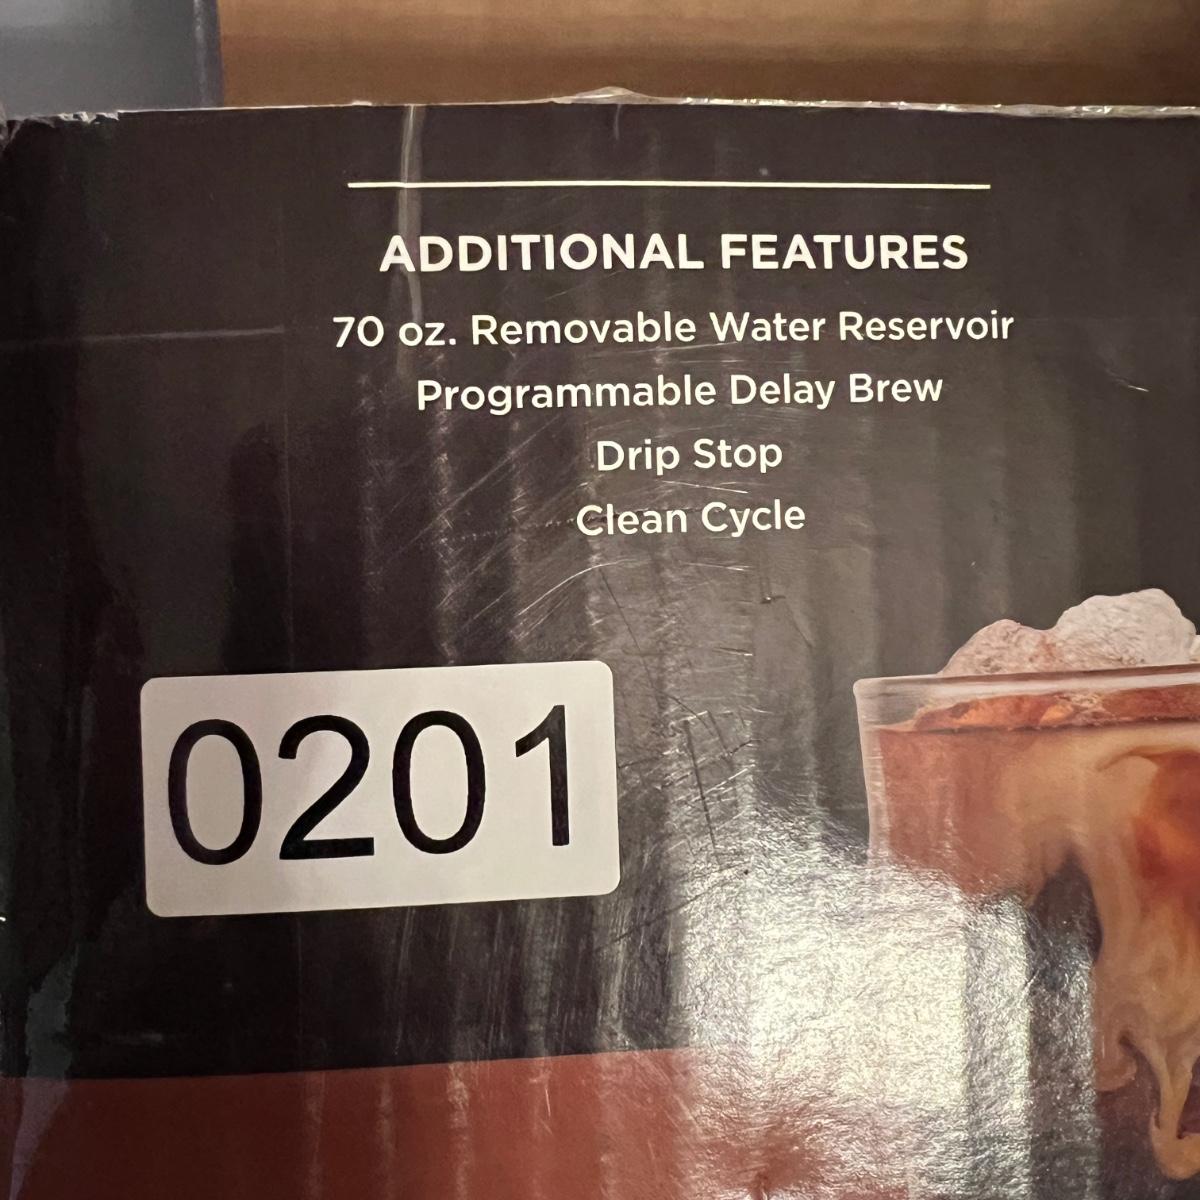 ADDITIONAL FEATURES
70 oz. Removable Water Reservoir
Programmable Delay Brew
Drip Stop
Clean Cycle
0201